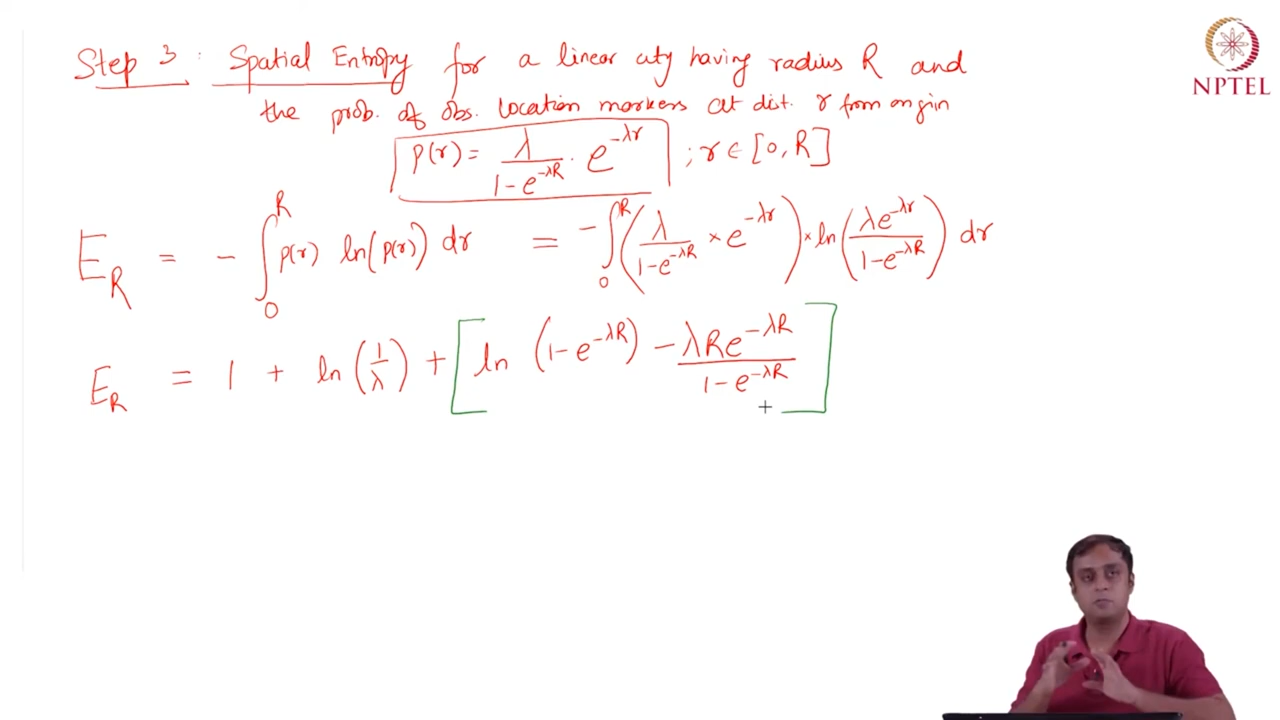 Step 3 : Spatial Entropy for a linear city having radius R and
the prob. of obs. location markers at dist. r from origin
p(r) = λ/(1-e^{-λR}) · e^{-λr} ; r ∈ [0, R]
E_R = - ∫_0^R p(r) ln(p(r)) dr = - ∫_0^R (λ/(1-e^{-λR}) × e^{-λr}) × ln(λe^{-λr}/(1-e^{-λR})) dr
E_R = 1 + ln(1/λ) + [ln (1-e^{-λR}) - λRe^{-λR}/(1-e^{-λR})]
NPTEL